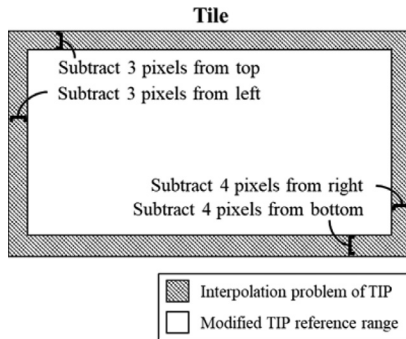 Tile
Subtract 3 pixels from top
Subtract 3 pixels from left
Subtract 4 pixels from right
Subtract 4 pixels from bottom
Interpolation problem of TIP
Modified TIP reference range